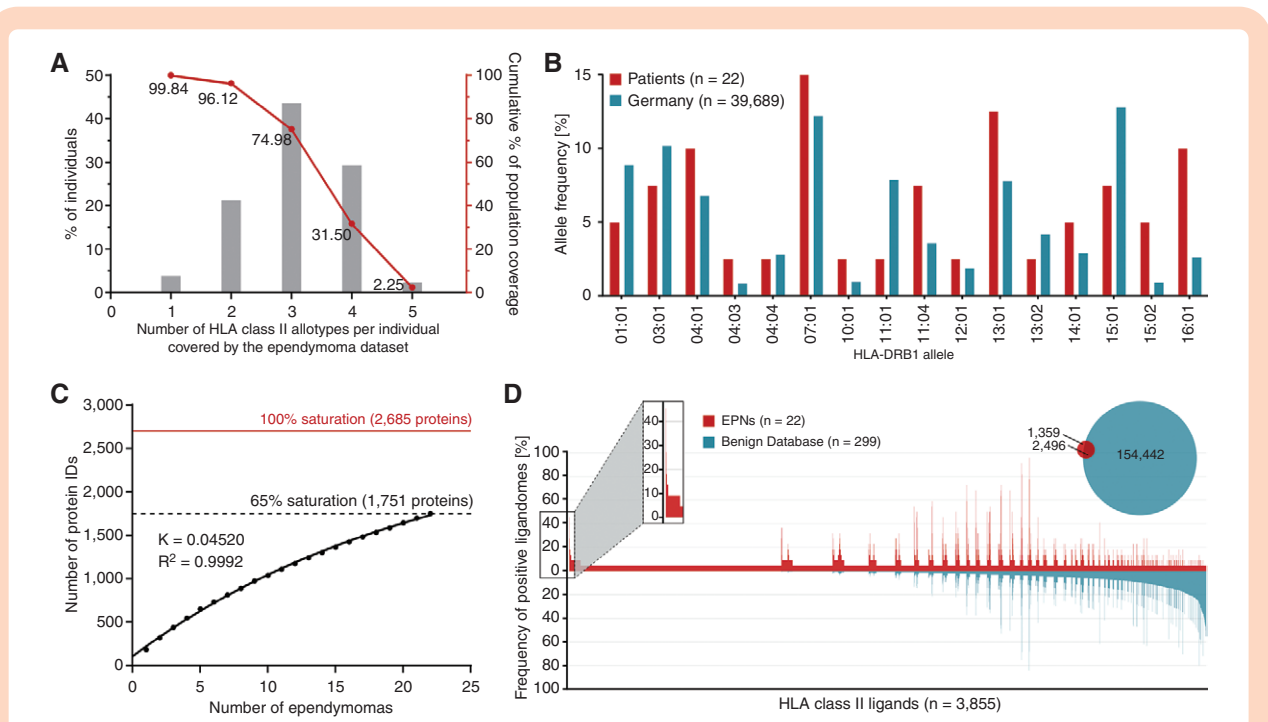 A
50
40
30
20
10
0
% of individuals
99.84
96.12
74.98
31.50
2.25
100
80
60
40
20
0
Cumulative % of population coverage
0 1 2 3 4 5
Number of HLA class II allotypes per individual
covered by the ependymoma dataset
B
15
10
5
0
Allele frequency [%]
Patients (n = 22)
Germany (n = 39,689)
01:01 03:01 04:01 04:03 04:04 07:01 10:01 11:01 11:04 12:01 13:01 13:02 14:01 15:01 15:02 16:01
HLA-DRB1 allele
C
3,000
2,500
2,000
1,500
1,000
500
0
Number of protein IDs
100% saturation (2,685 proteins)
65% saturation (1,751 proteins)
K = 0.04520
R² = 0.9992
0 5 10 15 20 25
Number of ependymomas
D
100
80
60
40
20
0
20
40
60
80
100
Frequency of positive ligandomes [%]
40
30
20
10
0
EPNs (n = 22)
Benign Database (n = 299)
1,359
2,496
154,442
HLA class II ligands (n = 3,855)